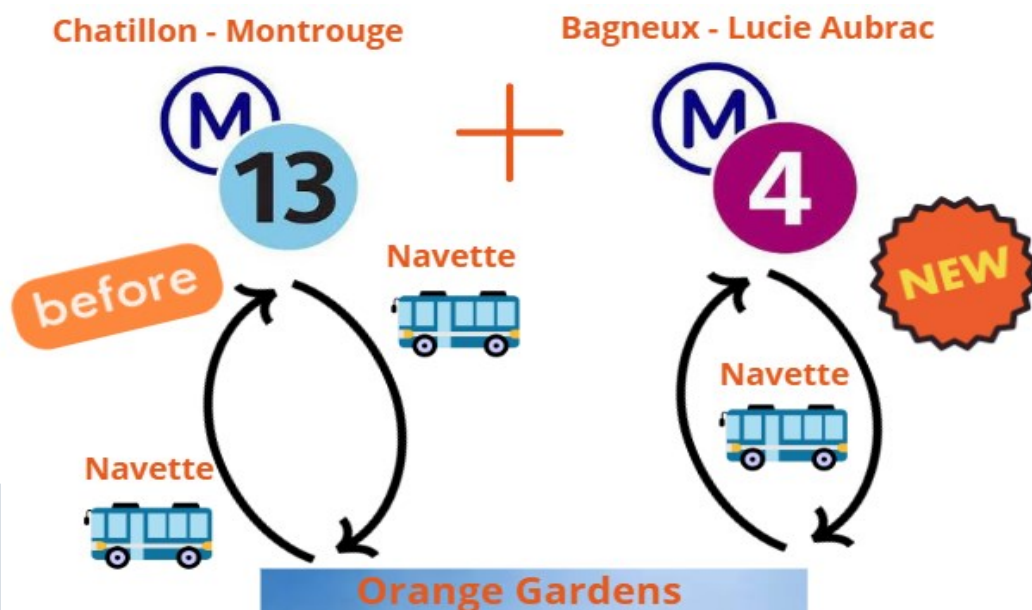 Chatillon - Montrouge
Bagneux - Lucie Aubrac
M
13
M
4
before
Navette
NEW
Navette
Navette
Orange Gardens